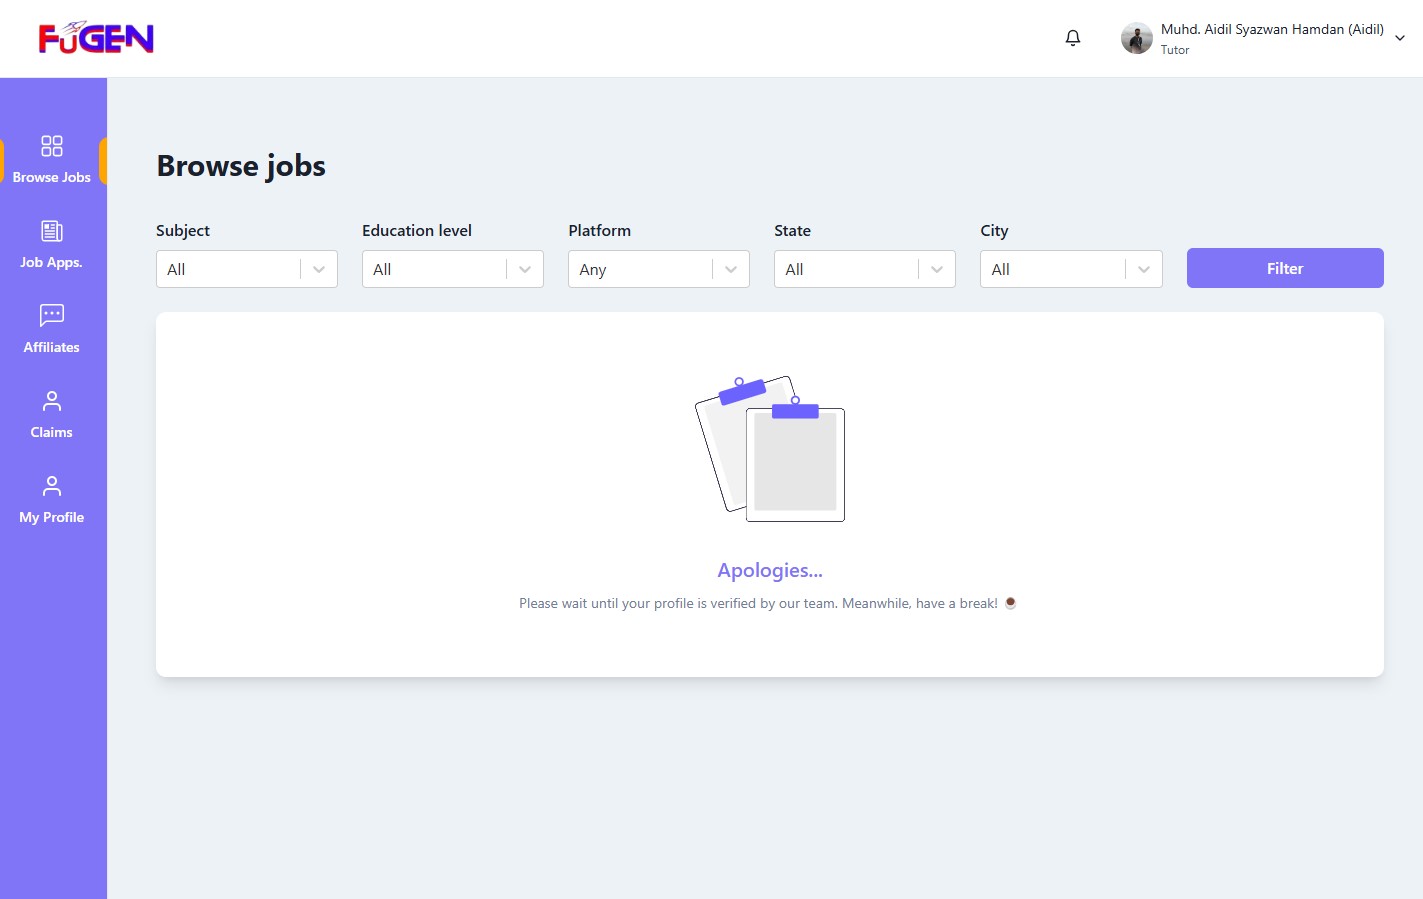 FuGEN
Muhd. Aidil Syazwan Hamdan (Aidil)
Tutor
Browse Jobs
Job Apps.
Affiliates
Claims
My Profile
Browse jobs
Subject
Education level
Platform
State
City
All
All
Any
All
All
Filter
Apologies...
Please wait until your profile is verified by our team. Meanwhile, have a break! ☕